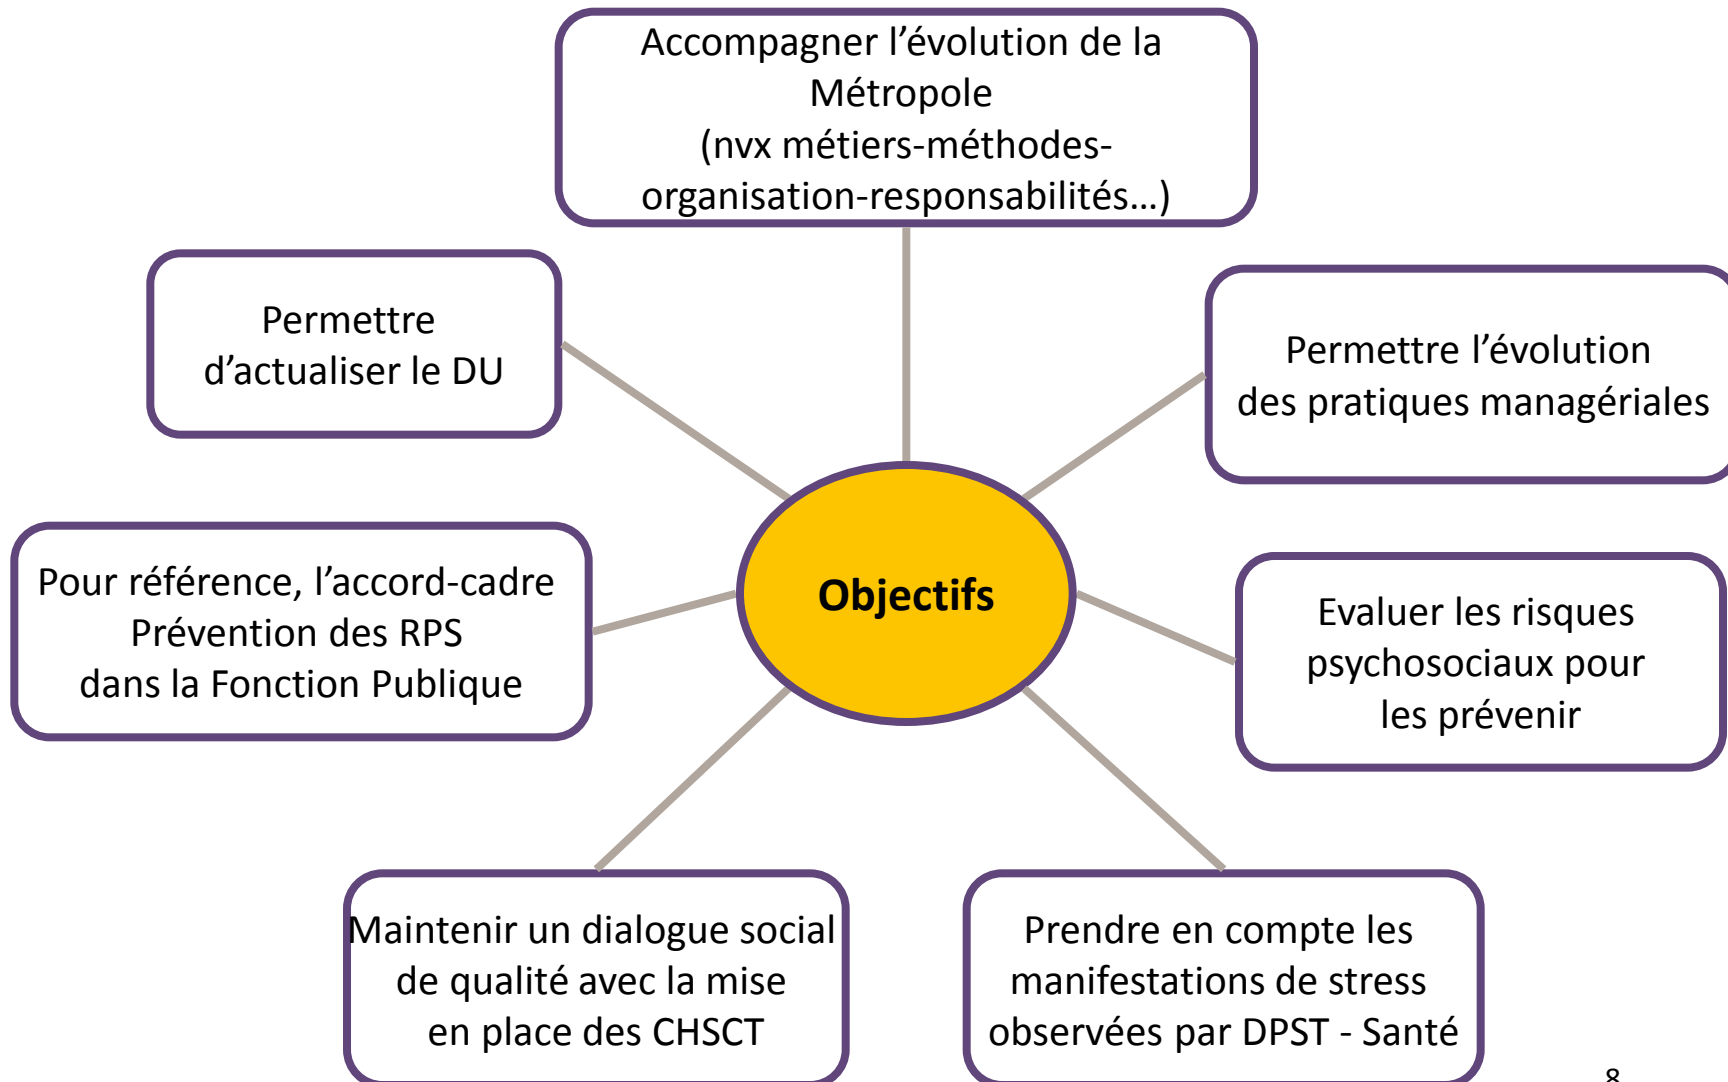 Accompagner l’évolution de la
Métropole
(nvx métiers-méthodes-
organisation-responsabilités…)
Permettre
d’actualiser le DU
Permettre l’évolution
des pratiques managériales
Pour référence, l’accord-cadre
Prévention des RPS
dans la Fonction Publique
Objectifs
Evaluer les risques
psychosociaux pour
les prévenir
Maintenir un dialogue social
de qualité avec la mise
en place des CHSCT
Prendre en compte les
manifestations de stress
observées par DPST - Santé
8